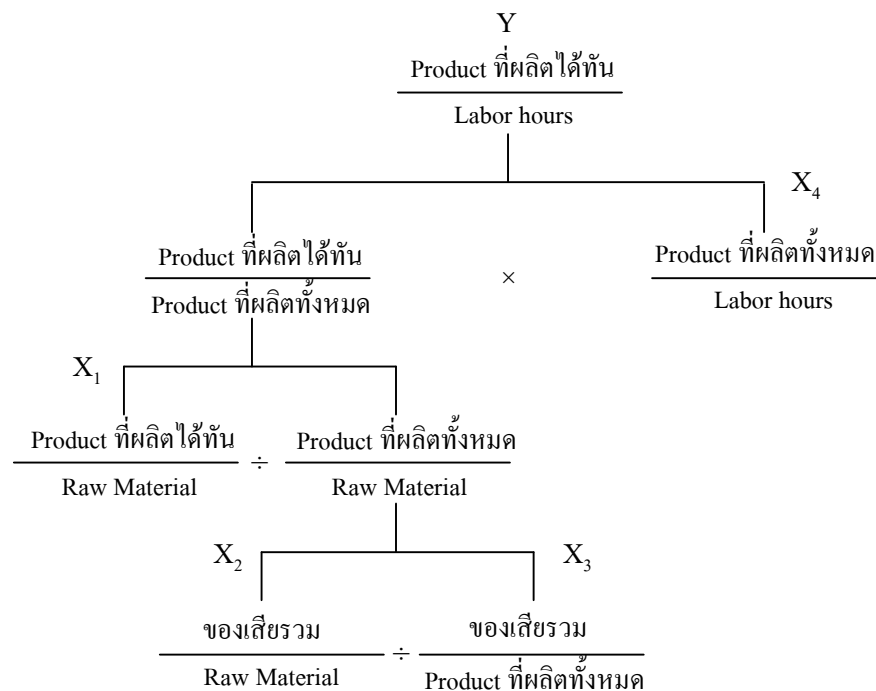 Y
Product ที่ผลิตได้ทัน
Labor hours
X4
Product ที่ผลิตได้ทัน
Product ที่ผลิตทั้งหมด
×
Product ที่ผลิตทั้งหมด
Labor hours
X1
Product ที่ผลิตได้ทัน
Raw Material
÷
Product ที่ผลิตทั้งหมด
Raw Material
X2
X3
ของเสียรวม
Raw Material
÷
ของเสียรวม
Product ที่ผลิตทั้งหมด